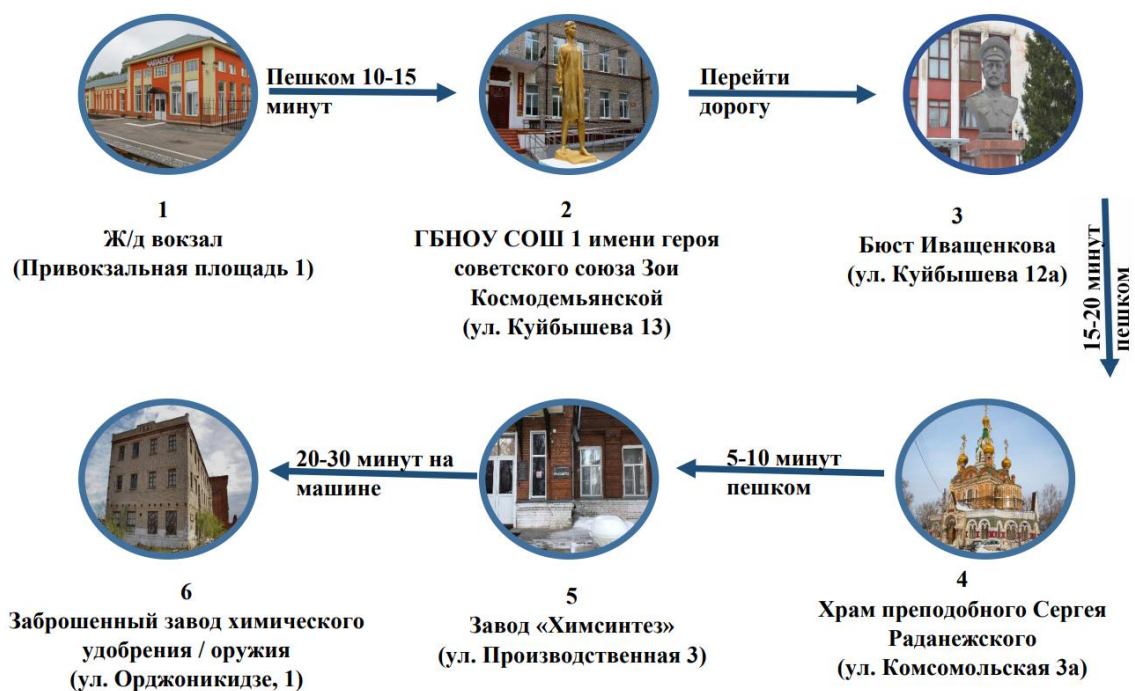 ЧАПАЕВСК
Пешком 10-15
минут
Перейти
дорогу
1
Ж/д вокзал
(Привокзальная площадь 1)
2
ГБНОУ СОШ 1 имени героя
советского союза Зои
Космодемьянской
(ул. Куйбышева 13)
3
Бюст Иващенкова
(ул. Куйбышева 12а)
15-20 минут
пешком
20-30 минут на
машине
5-10 минут
пешком
6
Заброшенный завод химического
удобрения / оружия
(ул. Орджоникидзе, 1)
5
Завод «Химсинтез»
(ул. Производственная 3)
4
Храм преподобного Сергея
Раданежского
(ул. Комсомольская 3а)